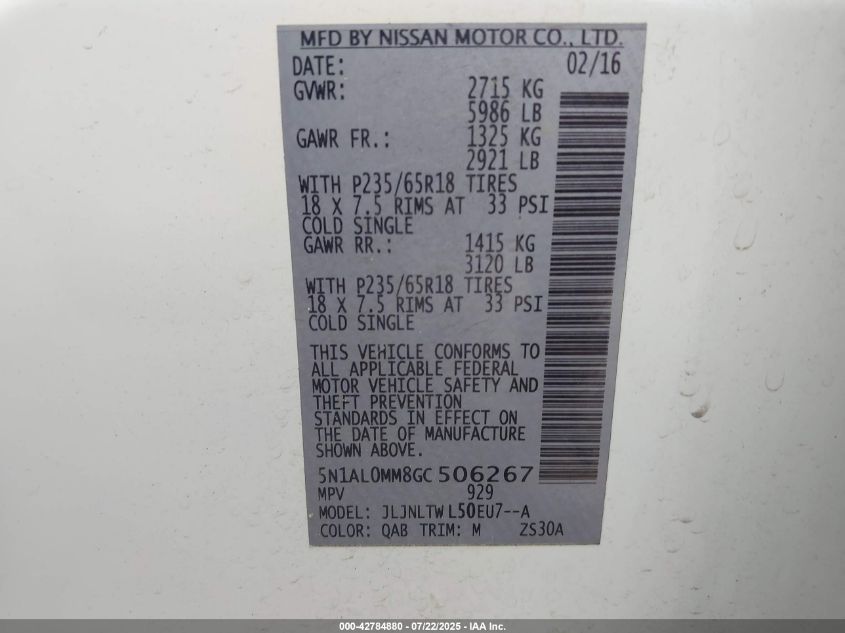 MFD BY NISSAN MOTOR CO., LTD.
DATE: 02/16
GVWR: 2715 KG
5986 LB
GAWR FR.: 1325 KG
2921 LB
WITH P235/65R18 TIRES
18 X 7.5 RIMS AT 33 PSI
COLD SINGLE
GAWR RR.: 1415 KG
3120 LB
WITH P235/65R18 TIRES
18 X 7.5 RIMS AT 33 PSI
COLD SINGLE
THIS VEHICLE CONFORMS TO
ALL APPLICABLE FEDERAL
MOTOR VEHICLE SAFETY AND
THEFT PREVENTION
STANDARDS IN EFFECT ON
THE DATE OF MANUFACTURE
SHOWN ABOVE.
5N1AL0MM8GC506267
MPV 929
MODEL: JLJNLTWL50EU7--A
COLOR: QAB TRIM: M ZS30A
000-42784880 - 07/22/2025 - IAA Inc.